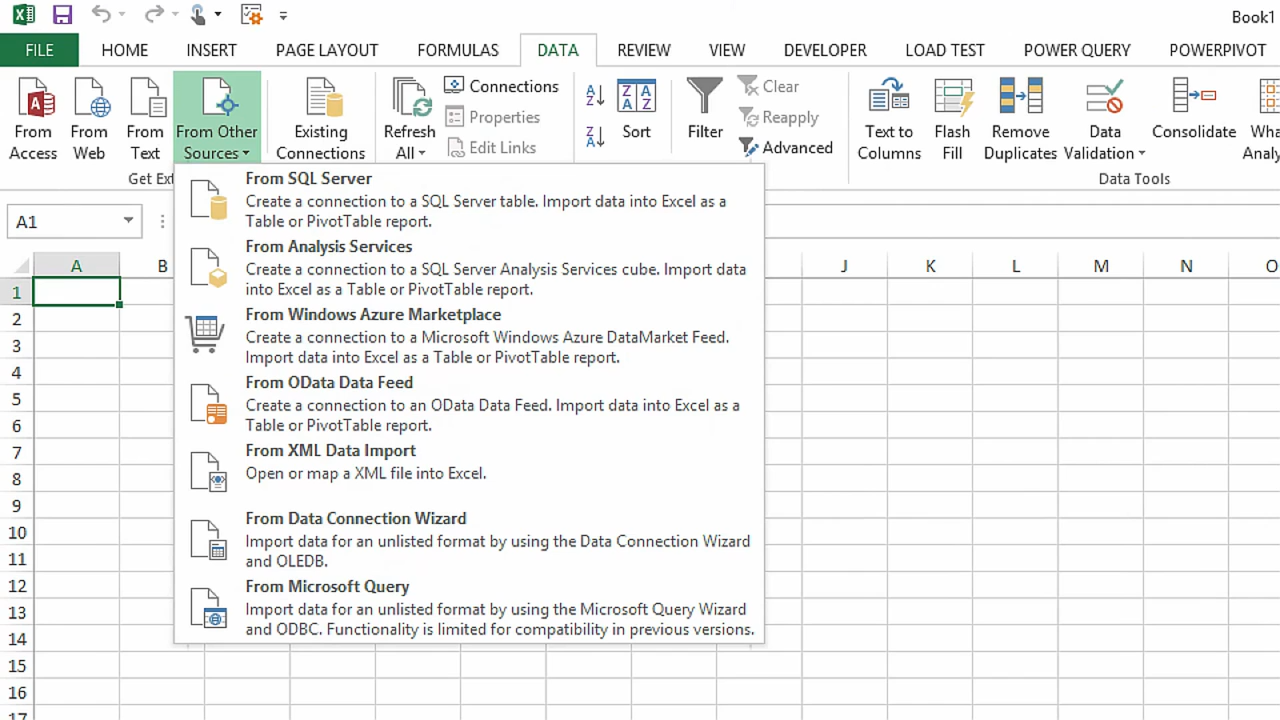 Book1
FILE HOME INSERT PAGE LAYOUT FORMULAS DATA REVIEW VIEW DEVELOPER LOAD TEST POWER QUERY POWERPIVOT
From Access
From Web
From Text
From Other Sources
Existing Connections
Refresh All
Connections
Properties
Edit Links
A Z
Z A
Z A A Z
Sort
Filter
Clear
Reapply
Advanced
Text to Columns
Flash Fill
Remove Duplicates
Data Validation
Consolidate
Wha
Analy
Get Ext
Data Tools
A1
From SQL Server
Create a connection to a SQL Server table. Import data into Excel as a
Table or PivotTable report.
From Analysis Services
Create a connection to a SQL Server Analysis Services cube. Import data
into Excel as a Table or PivotTable report.
From Windows Azure Marketplace
Create a connection to a Microsoft Windows Azure DataMarket Feed.
Import data into Excel as a Table or PivotTable report.
From OData Data Feed
Create a connection to an OData Data Feed. Import data into Excel as a
Table or PivotTable report.
From XML Data Import
Open or map a XML file into Excel.
From Data Connection Wizard
Import data for an unlisted format by using the Data Connection Wizard
and OLEDB.
From Microsoft Query
Import data for an unlisted format by using the Microsoft Query Wizard
and ODBC. Functionality is limited for compatibility in previous versions.
A B J K L M N O
1
2
3
4
5
6
7
8
9
10
11
12
13
14
15
16
17